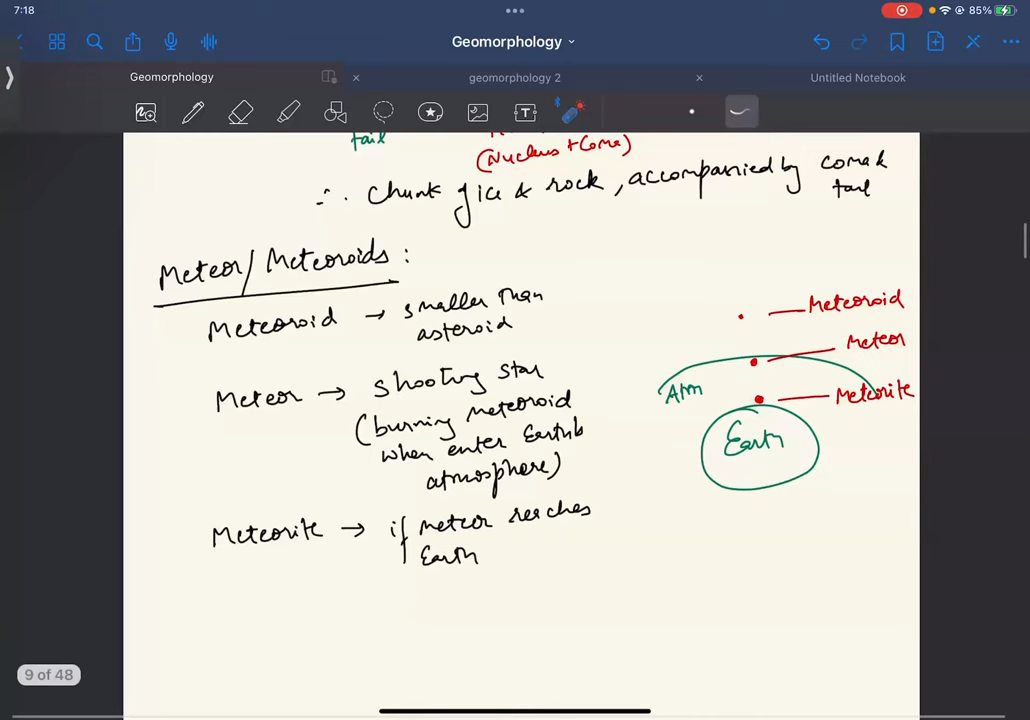 7:18
85%
Geomorphology
Geomorphology
geomorphology 2
Untitled Notebook
tail
(Nucleus + Coma)
∴ Chunk of ice & rock, accompanied by coma &
tail
Meteor/Meteoroids :
Meteoroid → smaller than
asteroid
Meteor → shooting star
(burning meteoroid
when enter Earth's
atmosphere)
Meteorite → if meteor reaches
Earth
Meteoroid
Meteor
Atm
Meteorite
Earth
9 of 48